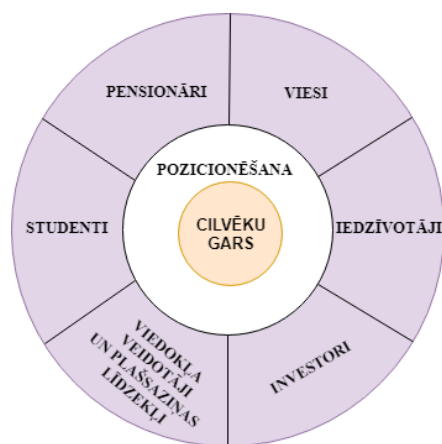 PENSIONĀRI
VIESI
POZICIONĒŠANA
STUDENTI
CILVĒKU
GARS
IEDZĪVOTĀJI
VIEDOKĻA
VEIDOTĀJI
UN PLAŠSAZIŅAS
LĪDZEKĻI
INVESTORI